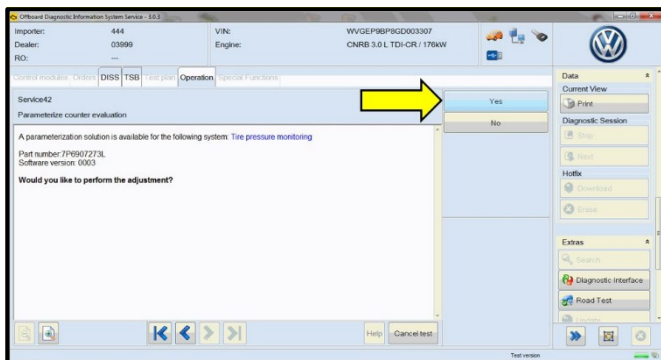 Offboard Diagnostic Information System Service - 3.0.3
Importer: 444 VIN: WVGEP9BP8GD003307
Dealer: 03999 Engine: CNRB 3.0 L TDI-CR / 176kW
RO: ---
Control modules Orders DISS TSB Test plan Operation Special Functions
Service42
Parameterize counter evaluation
A parameterization solution is available for the following system: Tire pressure monitoring
Part number:7P6907273L
Software version: 0003
Would you like to perform the adjustment?
Yes
No
Help
Cancel test
Data
Current View
Print
Diagnostic Session
Stop
Next
Hotfix
Download
Erase
Extras
Search
Diagnostic Interface
Road Test
Test version